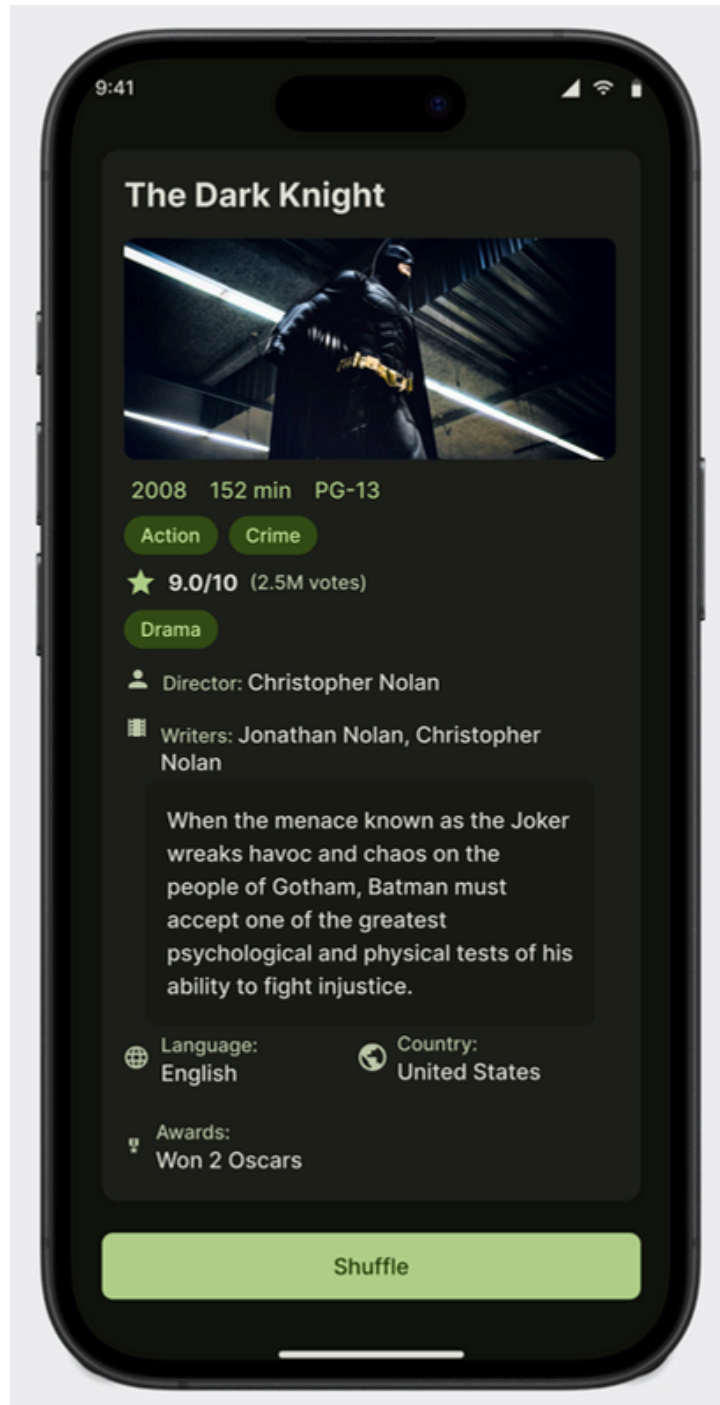 9:41
The Dark Knight
2008 152 min PG-13
Action Crime
9.0/10 (2.5M votes)
Drama
Director: Christopher Nolan
Writers: Jonathan Nolan, Christopher
Nolan
When the menace known as the Joker
wreaks havoc and chaos on the
people of Gotham, Batman must
accept one of the greatest
psychological and physical tests of his
ability to fight injustice.
Language: Country:
English United States
Awards:
Won 2 Oscars
Shuffle